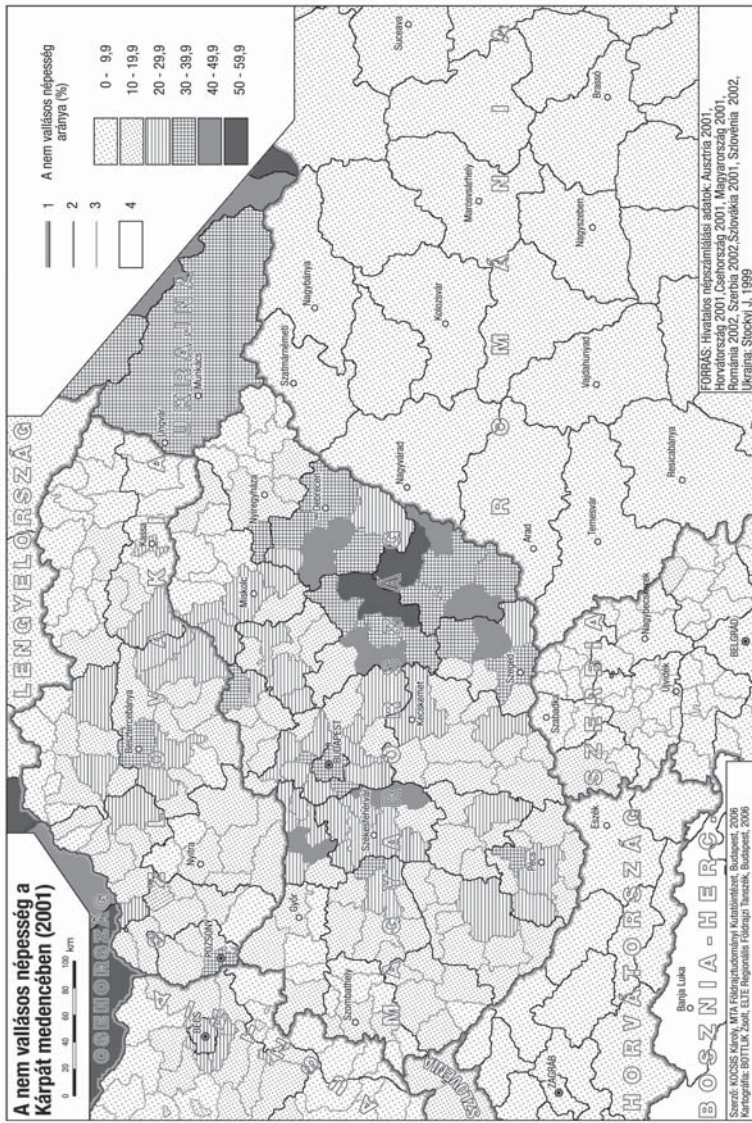 A nem vallásos népesség a
Kárpát medencében (2001)
0 20 40 60 80 100
km
1
2
3
4
A nem vallásos népesség
aránya (%)
0 - 9,9
10 - 19,9
20 - 29,9
30 - 39,9
40 - 49,9
50 - 59,9
CSEHORSZÁG
LENGYELORSZÁG
SZLOVÁKIA
UKRAJNA
AUSZTRIA
MAGYARORSZÁG
ROMÁNIA
SZLOVÉNIA
HORVÁTORSZÁG
SZERBIA
BOSZNIA-HERC.
BÉCS
POZSONY
Nyitra
Besztercebánya
Kassa
Ungvár
Munkács
Győr
Szombathely
Székesfehérvár
BUDAPEST
Miskolc
Nyíregyháza
Debrecen
Kecskemét
Szeged
Pécs
Szatmárnémeti
Nagybánya
Nagyvárad
Kolozsvár
Marosvásárhely
Sucsava
Brassó
Nagyszeben
Vajdahunyad
Arad
Temesvár
Resicabánya
Szabadka
Újvidék
Nagybecskerek
BELGRÁD
Eszék
ZÁGRÁB
Banja Luka
Szerző: KOCSIS Károly, MTA Földrajztudományi Kutatóintézet, Budapest, 2006
Kartográfia: BOTTLIK Zsolt, ELTE Regionális Földrajzi Tanszék, Budapest, 2006
FORRÁS: Hivatalos népszámlálási adatok: Ausztria 2001,
Horvátország 2001,Csehország 2001, Magyarország 2001,
Románia 2002, Szerbia 2002,Szlovákia 2001, Szlovénia 2002,
Ukrajna: Stockyi J. 1999